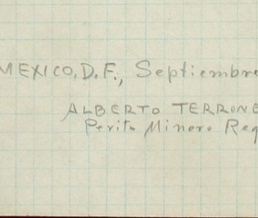 MEXICO, D.F., Septiembre
ALBERTO TERRONE
Perito Minero Reg